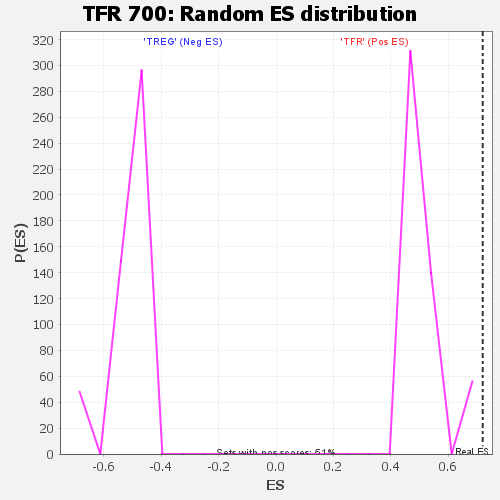 TFR 700: Random ES distribution
'TREG' (Neg ES)
'TFR' (Pos ES)
P(ES)
320
300
280
260
240
220
200
180
160
140
120
100
80
60
40
20
0
Sets with pos scores: 51%
Real ES
-0.6 -0.4 -0.2 0.0 0.2 0.4 0.6
ES